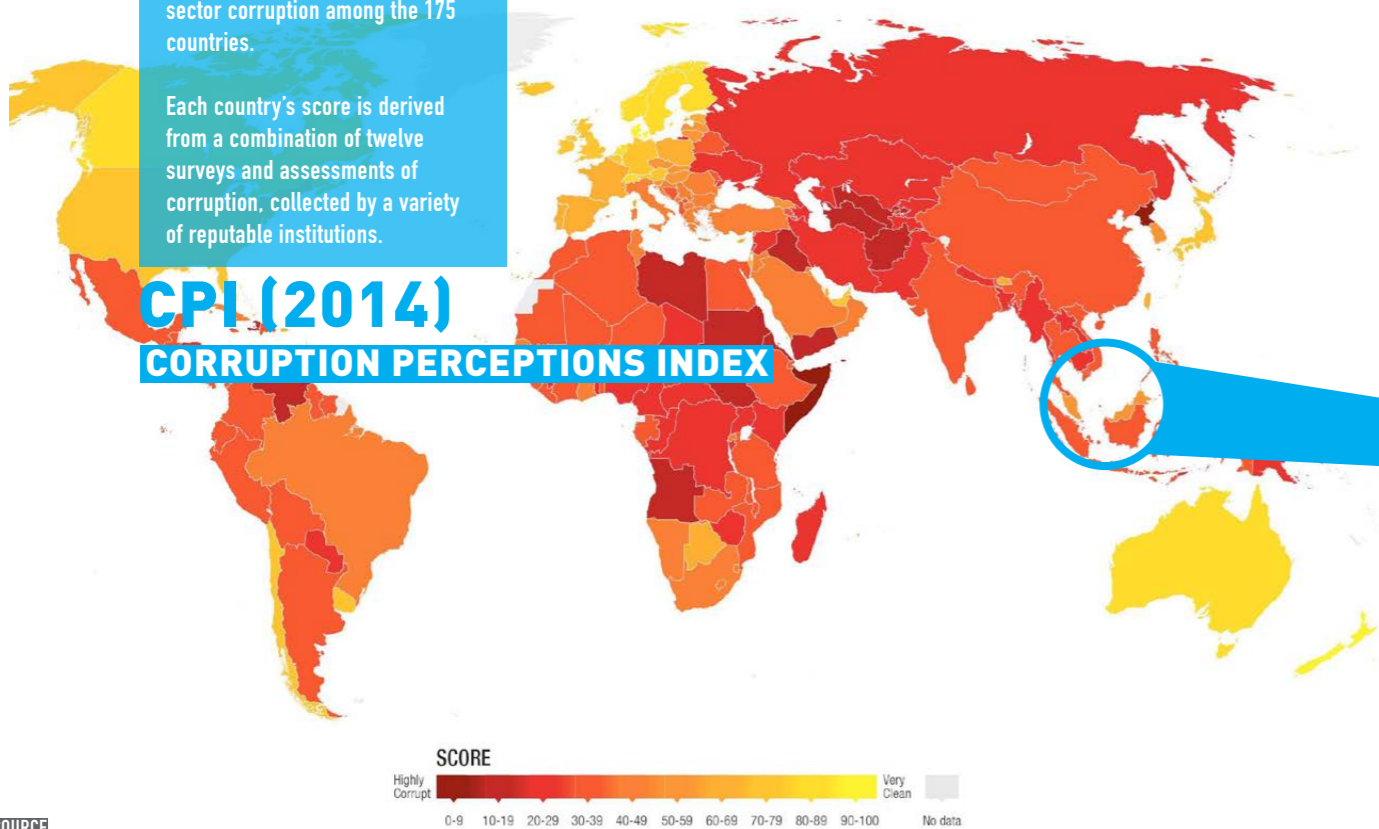 sector corruption among the 175
countries.
Each country's score is derived
from a combination of twelve
surveys and assessments of
corruption, collected by a variety
of reputable institutions.
CPI (2014)
CORRUPTION PERCEPTIONS INDEX
SCORE
Highly
Corrupt
Very
Clean
0-9 10-19 20-29 30-39 40-49 50-59 60-69 70-79 80-89 90-100 No data